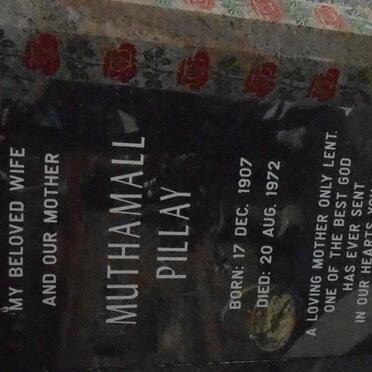 MY BELOVED WIFE
AND OUR MOTHER
MUTHAMALL
PILLAY
BORN: 17 DEC. 1907
DIED: 20 AUG. 1972
A LOVING MOTHER ONLY LENT.
ONE OF THE BEST GOD
HAS EVER SENT
IN OUR HEARTS YOU